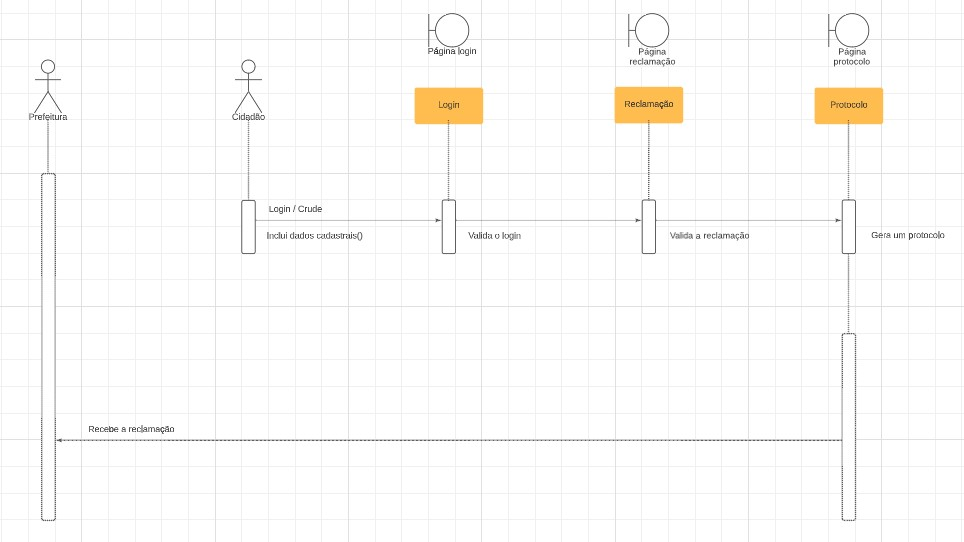 Página login
Página
reclamação
Página
protocolo
Prefeitura
Cidadão
Login
Reclamação
Protocolo
Login / Crude
Inclui dados cadastrais()
Valida o login
Valida a reclamação
Gera um protocolo
Recebe a reclamação